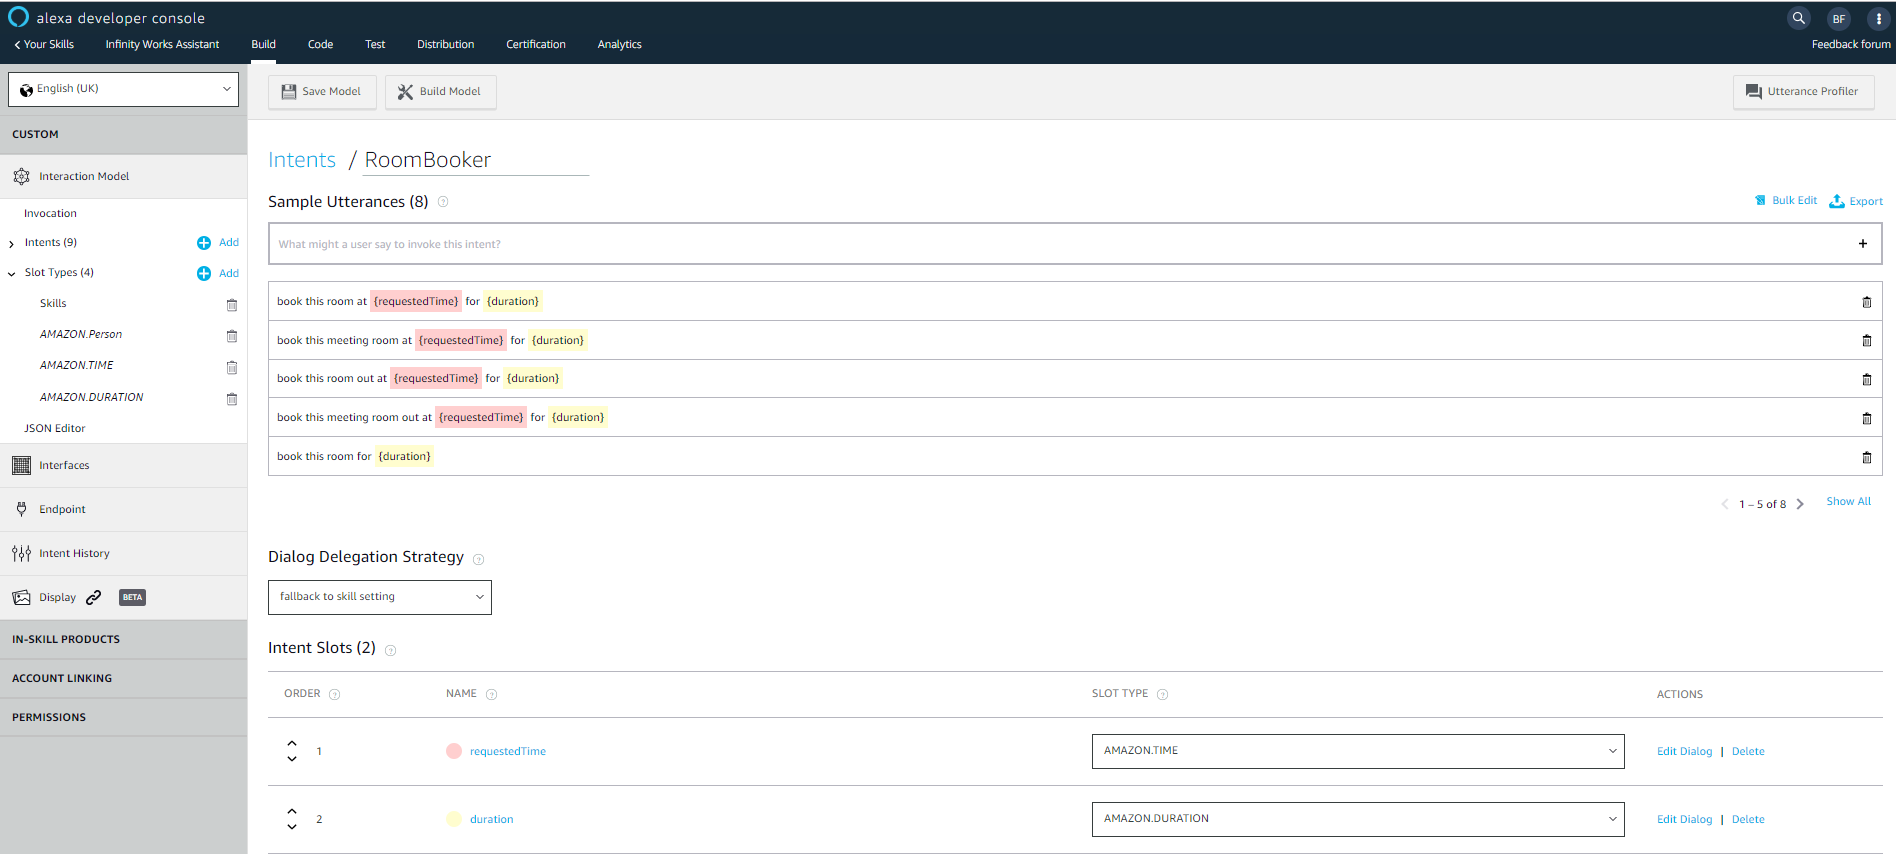 alexa developer console
BF
Your Skills
Infinity Works Assistant
Build
Code
Test
Distribution
Certification
Analytics
Feedback forum
English (UK)
Save Model
Build Model
Utterance Profiler
CUSTOM
Interaction Model
Invocation
Intents (9)
Add
Slot Types (4)
Add
Skills
AMAZON.Person
AMAZON.TIME
AMAZON.DURATION
JSON Editor
Interfaces
Endpoint
Intent History
Display
BETA
IN-SKILL PRODUCTS
ACCOUNT LINKING
PERMISSIONS
Intents / RoomBooker
Sample Utterances (8) ?
Bulk Edit
Export
What might a user say to invoke this intent?
+
book this room at {requestedTime} for {duration}
book this meeting room at {requestedTime} for {duration}
book this room out at {requestedTime} for {duration}
book this meeting room out at {requestedTime} for {duration}
book this room for {duration}
1 – 5 of 8
Show All
Dialog Delegation Strategy ?
fallback to skill setting
Intent Slots (2) ?
ORDER ?
NAME ?
SLOT TYPE ?
ACTIONS
1
requestedTime
AMAZON.TIME
Edit Dialog | Delete
2
duration
AMAZON.DURATION
Edit Dialog | Delete